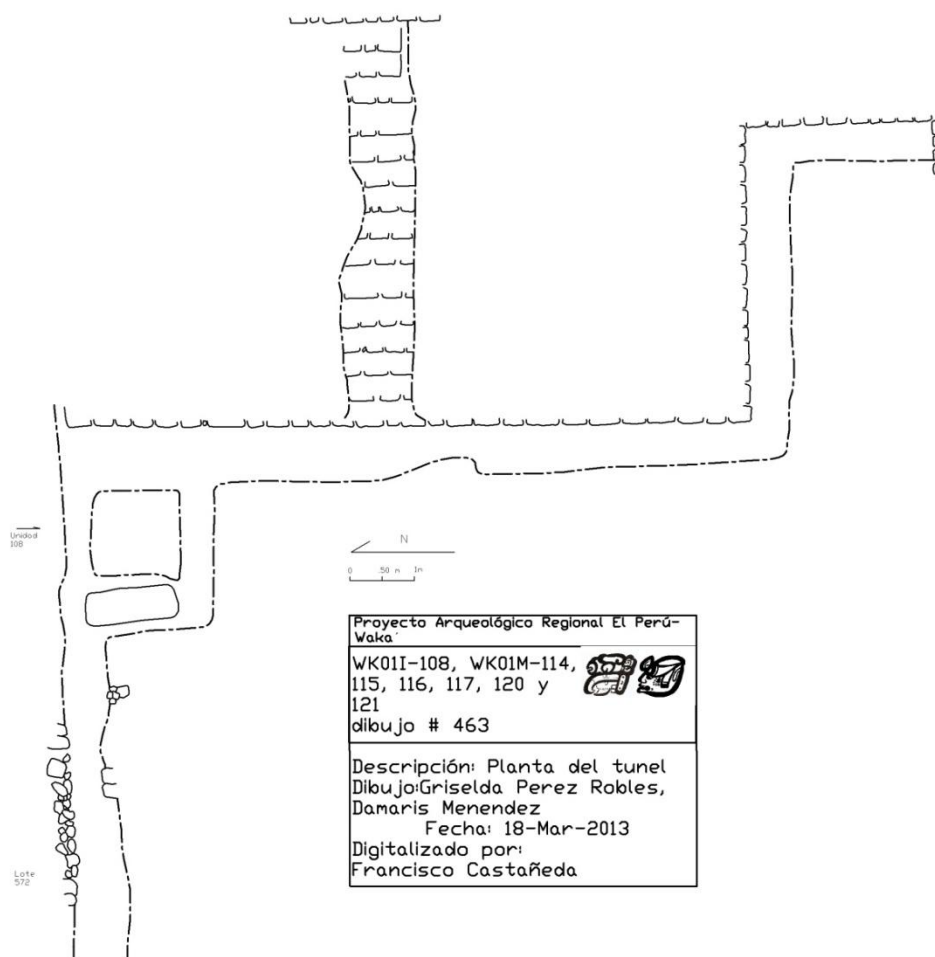 Unidad
108
N
0 .50 m 1m
Proyecto Arqueológico Regional El Perú-
Waka´
WK01I-108, WK01M-114,
115, 116, 117, 120 y
121
dibujo # 463
Descripción: Planta del tunel
Dibujo:Griselda Perez Robles,
Damaris Menendez
Fecha: 18-Mar-2013
Digitalizado por:
Francisco Castañeda
Lote
572